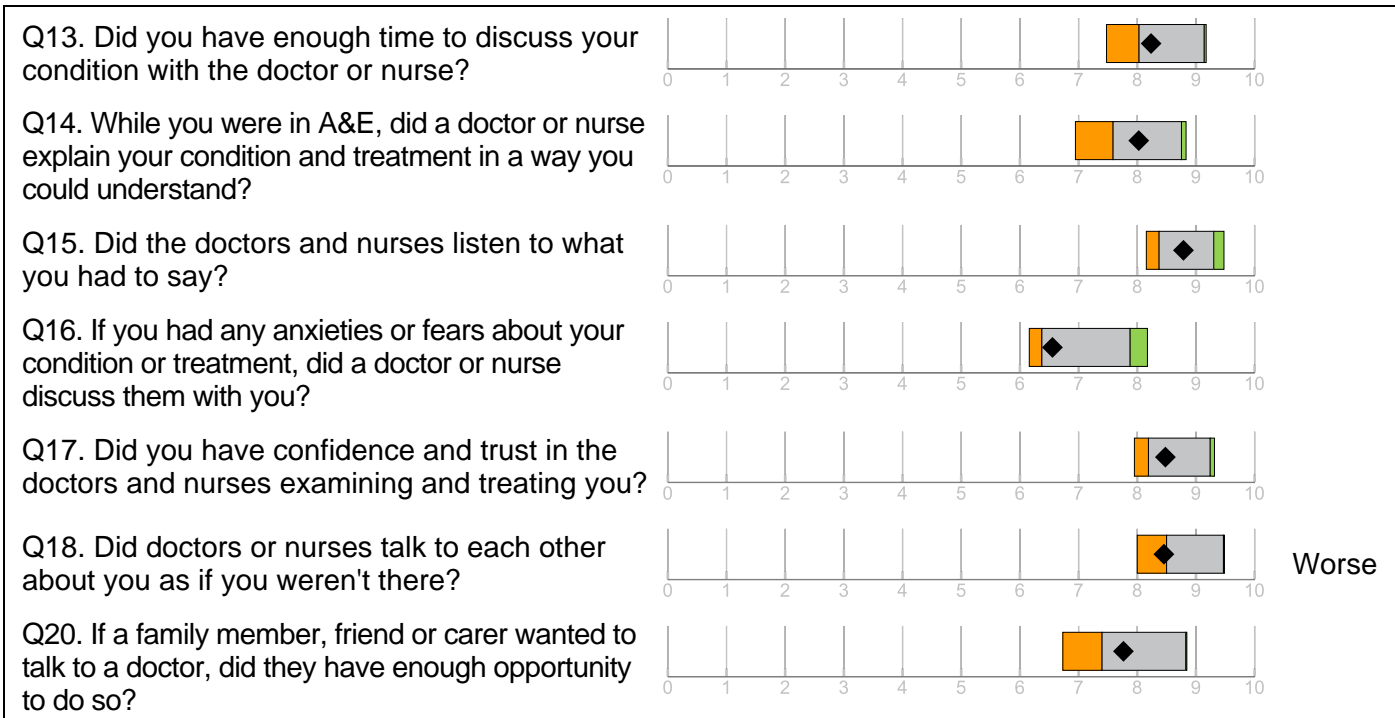 Q13. Did you have enough time to discuss your
condition with the doctor or nurse?
0 1 2 3 4 5 6 7 8 9 10
Q14. While you were in A&E, did a doctor or nurse
explain your condition and treatment in a way you
could understand?
0 1 2 3 4 5 6 7 8 9 10
Q15. Did the doctors and nurses listen to what
you had to say?
0 1 2 3 4 5 6 7 8 9 10
Q16. If you had any anxieties or fears about your
condition or treatment, did a doctor or nurse
discuss them with you?
0 1 2 3 4 5 6 7 8 9 10
Q17. Did you have confidence and trust in the
doctors and nurses examining and treating you?
0 1 2 3 4 5 6 7 8 9 10
Q18. Did doctors or nurses talk to each other
about you as if you weren't there?
Worse
0 1 2 3 4 5 6 7 8 9 10
Q20. If a family member, friend or carer wanted to
talk to a doctor, did they have enough opportunity
to do so?
0 1 2 3 4 5 6 7 8 9 10